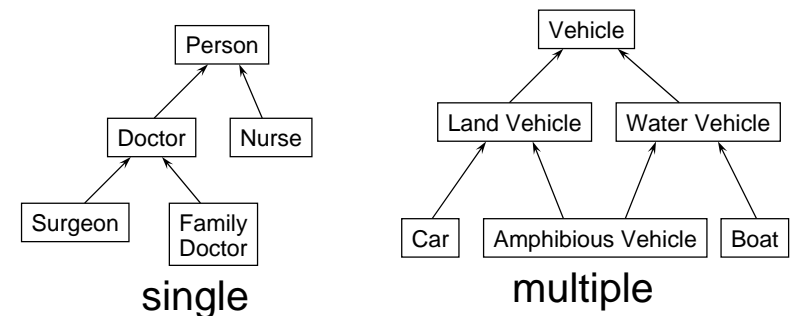 Person
Doctor
Nurse
Surgeon
Family
Doctor
single
Vehicle
Land Vehicle
Water Vehicle
Car
Amphibious Vehicle
Boat
multiple